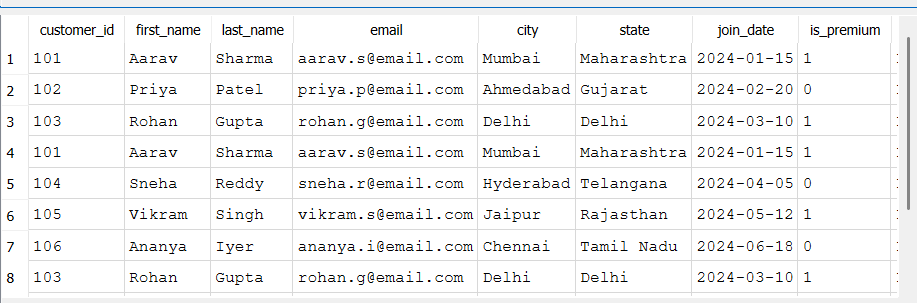 customer_id first_name last_name email city state join_date is_premium
1 101 Aarav Sharma aarav.s@email.com Mumbai Maharashtra 2024-01-15 1
2 102 Priya Patel priya.p@email.com Ahmedabad Gujarat 2024-02-20 0
3 103 Rohan Gupta rohan.g@email.com Delhi Delhi 2024-03-10 1
4 101 Aarav Sharma aarav.s@email.com Mumbai Maharashtra 2024-01-15 1
5 104 Sneha Reddy sneha.r@email.com Hyderabad Telangana 2024-04-05 0
6 105 Vikram Singh vikram.s@email.com Jaipur Rajasthan 2024-05-12 1
7 106 Ananya Iyer ananya.i@email.com Chennai Tamil Nadu 2024-06-18 0
8 103 Rohan Gupta rohan.g@email.com Delhi Delhi 2024-03-10 1